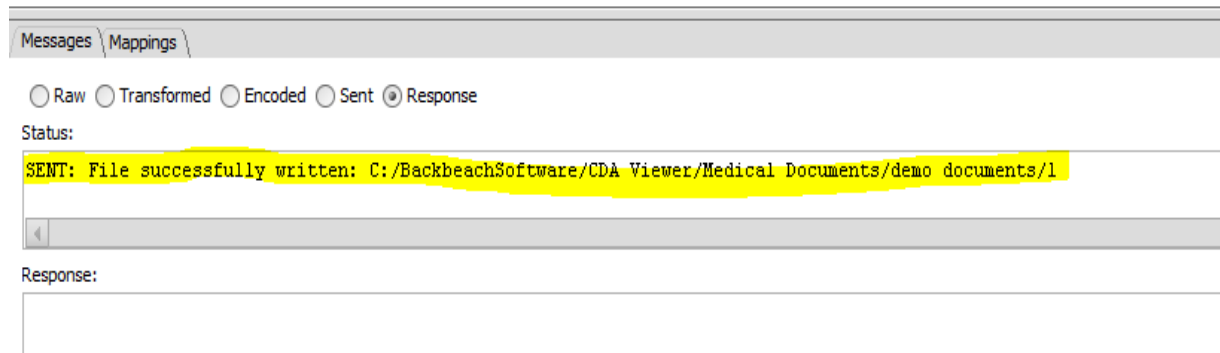 Messages Mappings
Raw Transformed Encoded Sent Response
Status:
SENT: File successfully written: C:/BackbeachSoftware/CDA Viewer/Medical Documents/demo documents/l
Response: